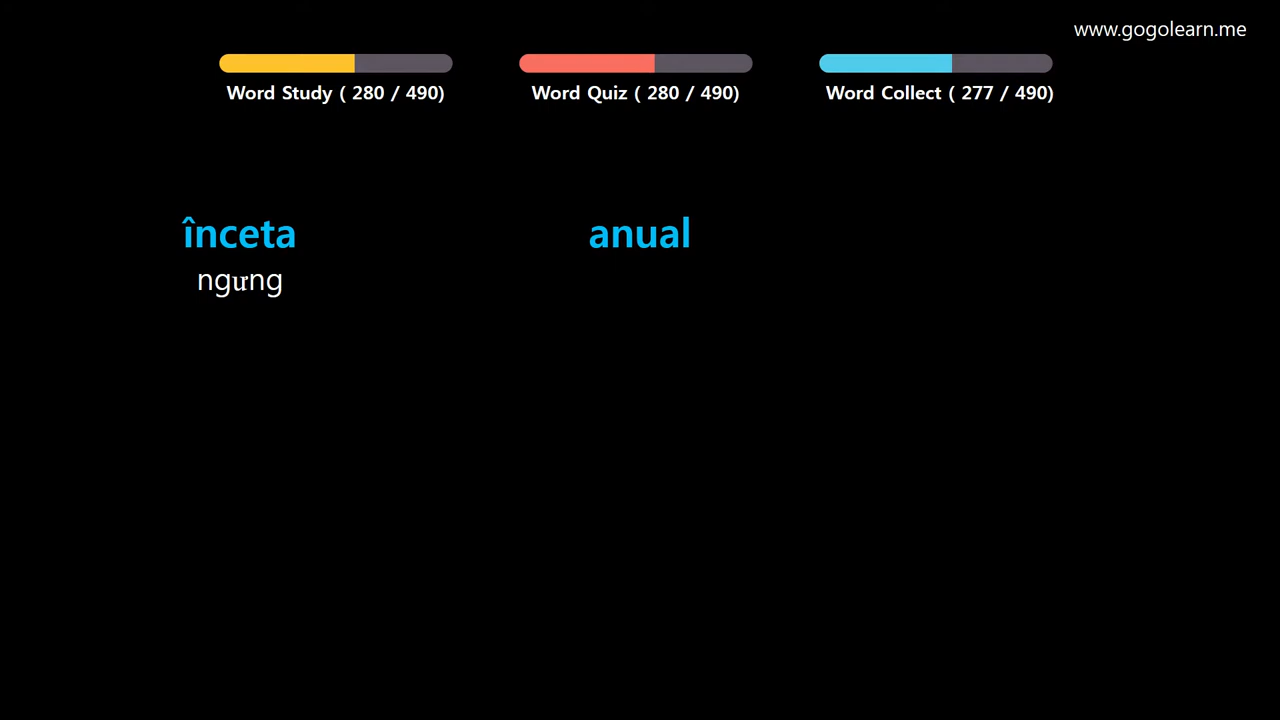 www.gogolearn.me
Word Study ( 280 / 490)
Word Quiz ( 280 / 490)
Word Collect ( 277 / 490)
înceta
ngưng
anual